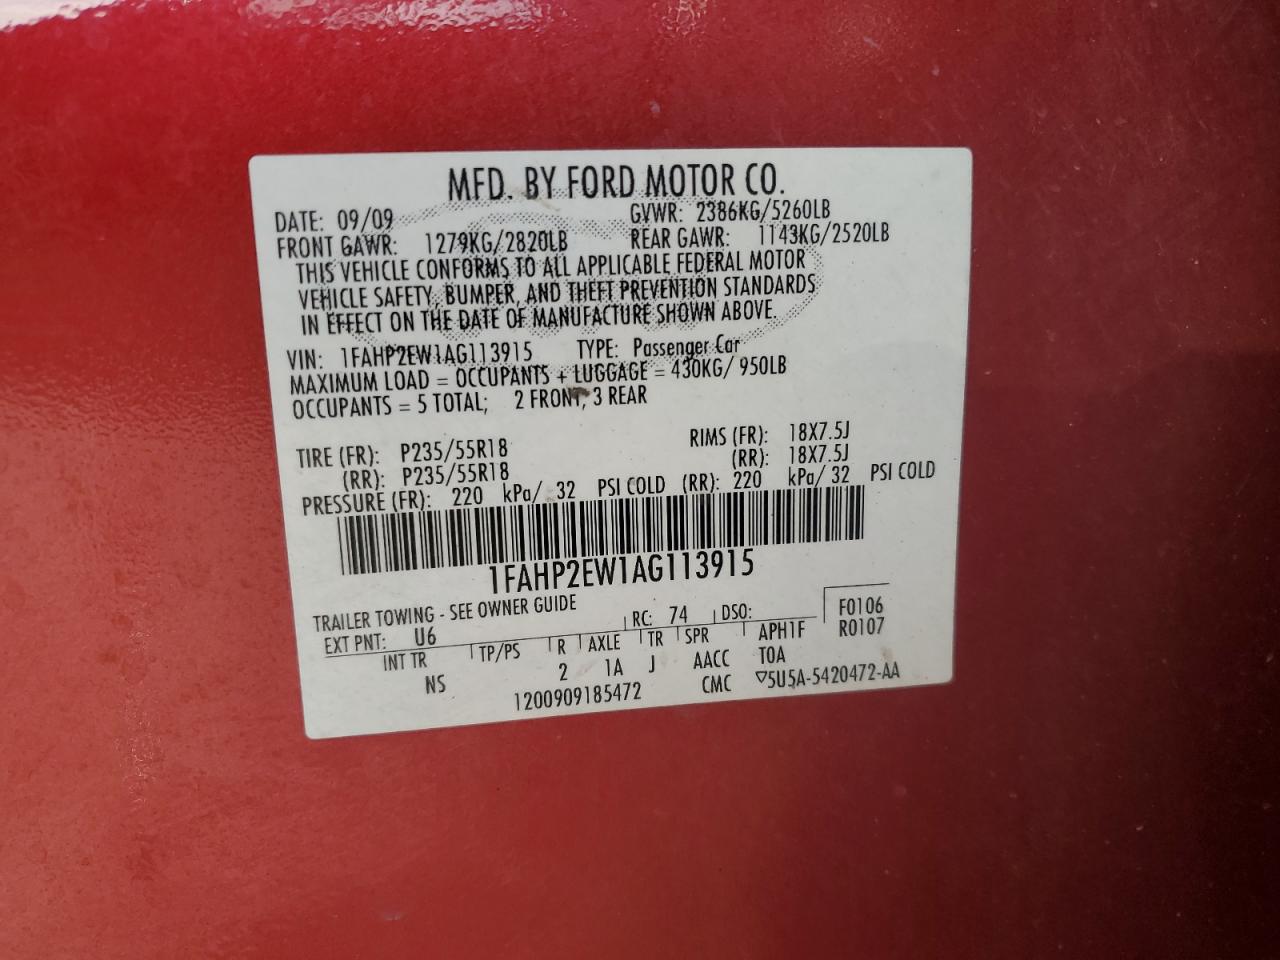 MFD. BY FORD MOTOR CO.
DATE: 09/09 GVWR: 2386KG/5260LB
FRONT GAWR: 1279KG/2820LB REAR GAWR: 1143KG/2520LB
THIS VEHICLE CONFORMS TO ALL APPLICABLE FEDERAL MOTOR
VEHICLE SAFETY, BUMPER, AND THEFT PREVENTION STANDARDS
IN EFFECT ON THE DATE OF MANUFACTURE SHOWN ABOVE.
VIN: 1FAHP2EW1AG113915 TYPE: Passenger Car
MAXIMUM LOAD = OCCUPANTS + LUGGAGE = 430KG/ 950LB
OCCUPANTS = 5 TOTAL; 2 FRONT, 3 REAR
TIRE (FR): P235/55R18 RIMS (FR): 18X7.5J
(RR): P235/55R18 (RR): 18X7.5J
PRESSURE (FR): 220 kPa/ 32 PSI COLD (RR): 220 kPa/ 32 PSI COLD
1FAHP2EW1AG113915
TRAILER TOWING - SEE OWNER GUIDE
EXT PNT: U6 RC: 74 DSO: F0106
INT TR TP/PS R AXLE TR SPR APH1F R0107
NS 2 1A J AACC T0A
1200909185472 CMC ▽5U5A-5420472-AA